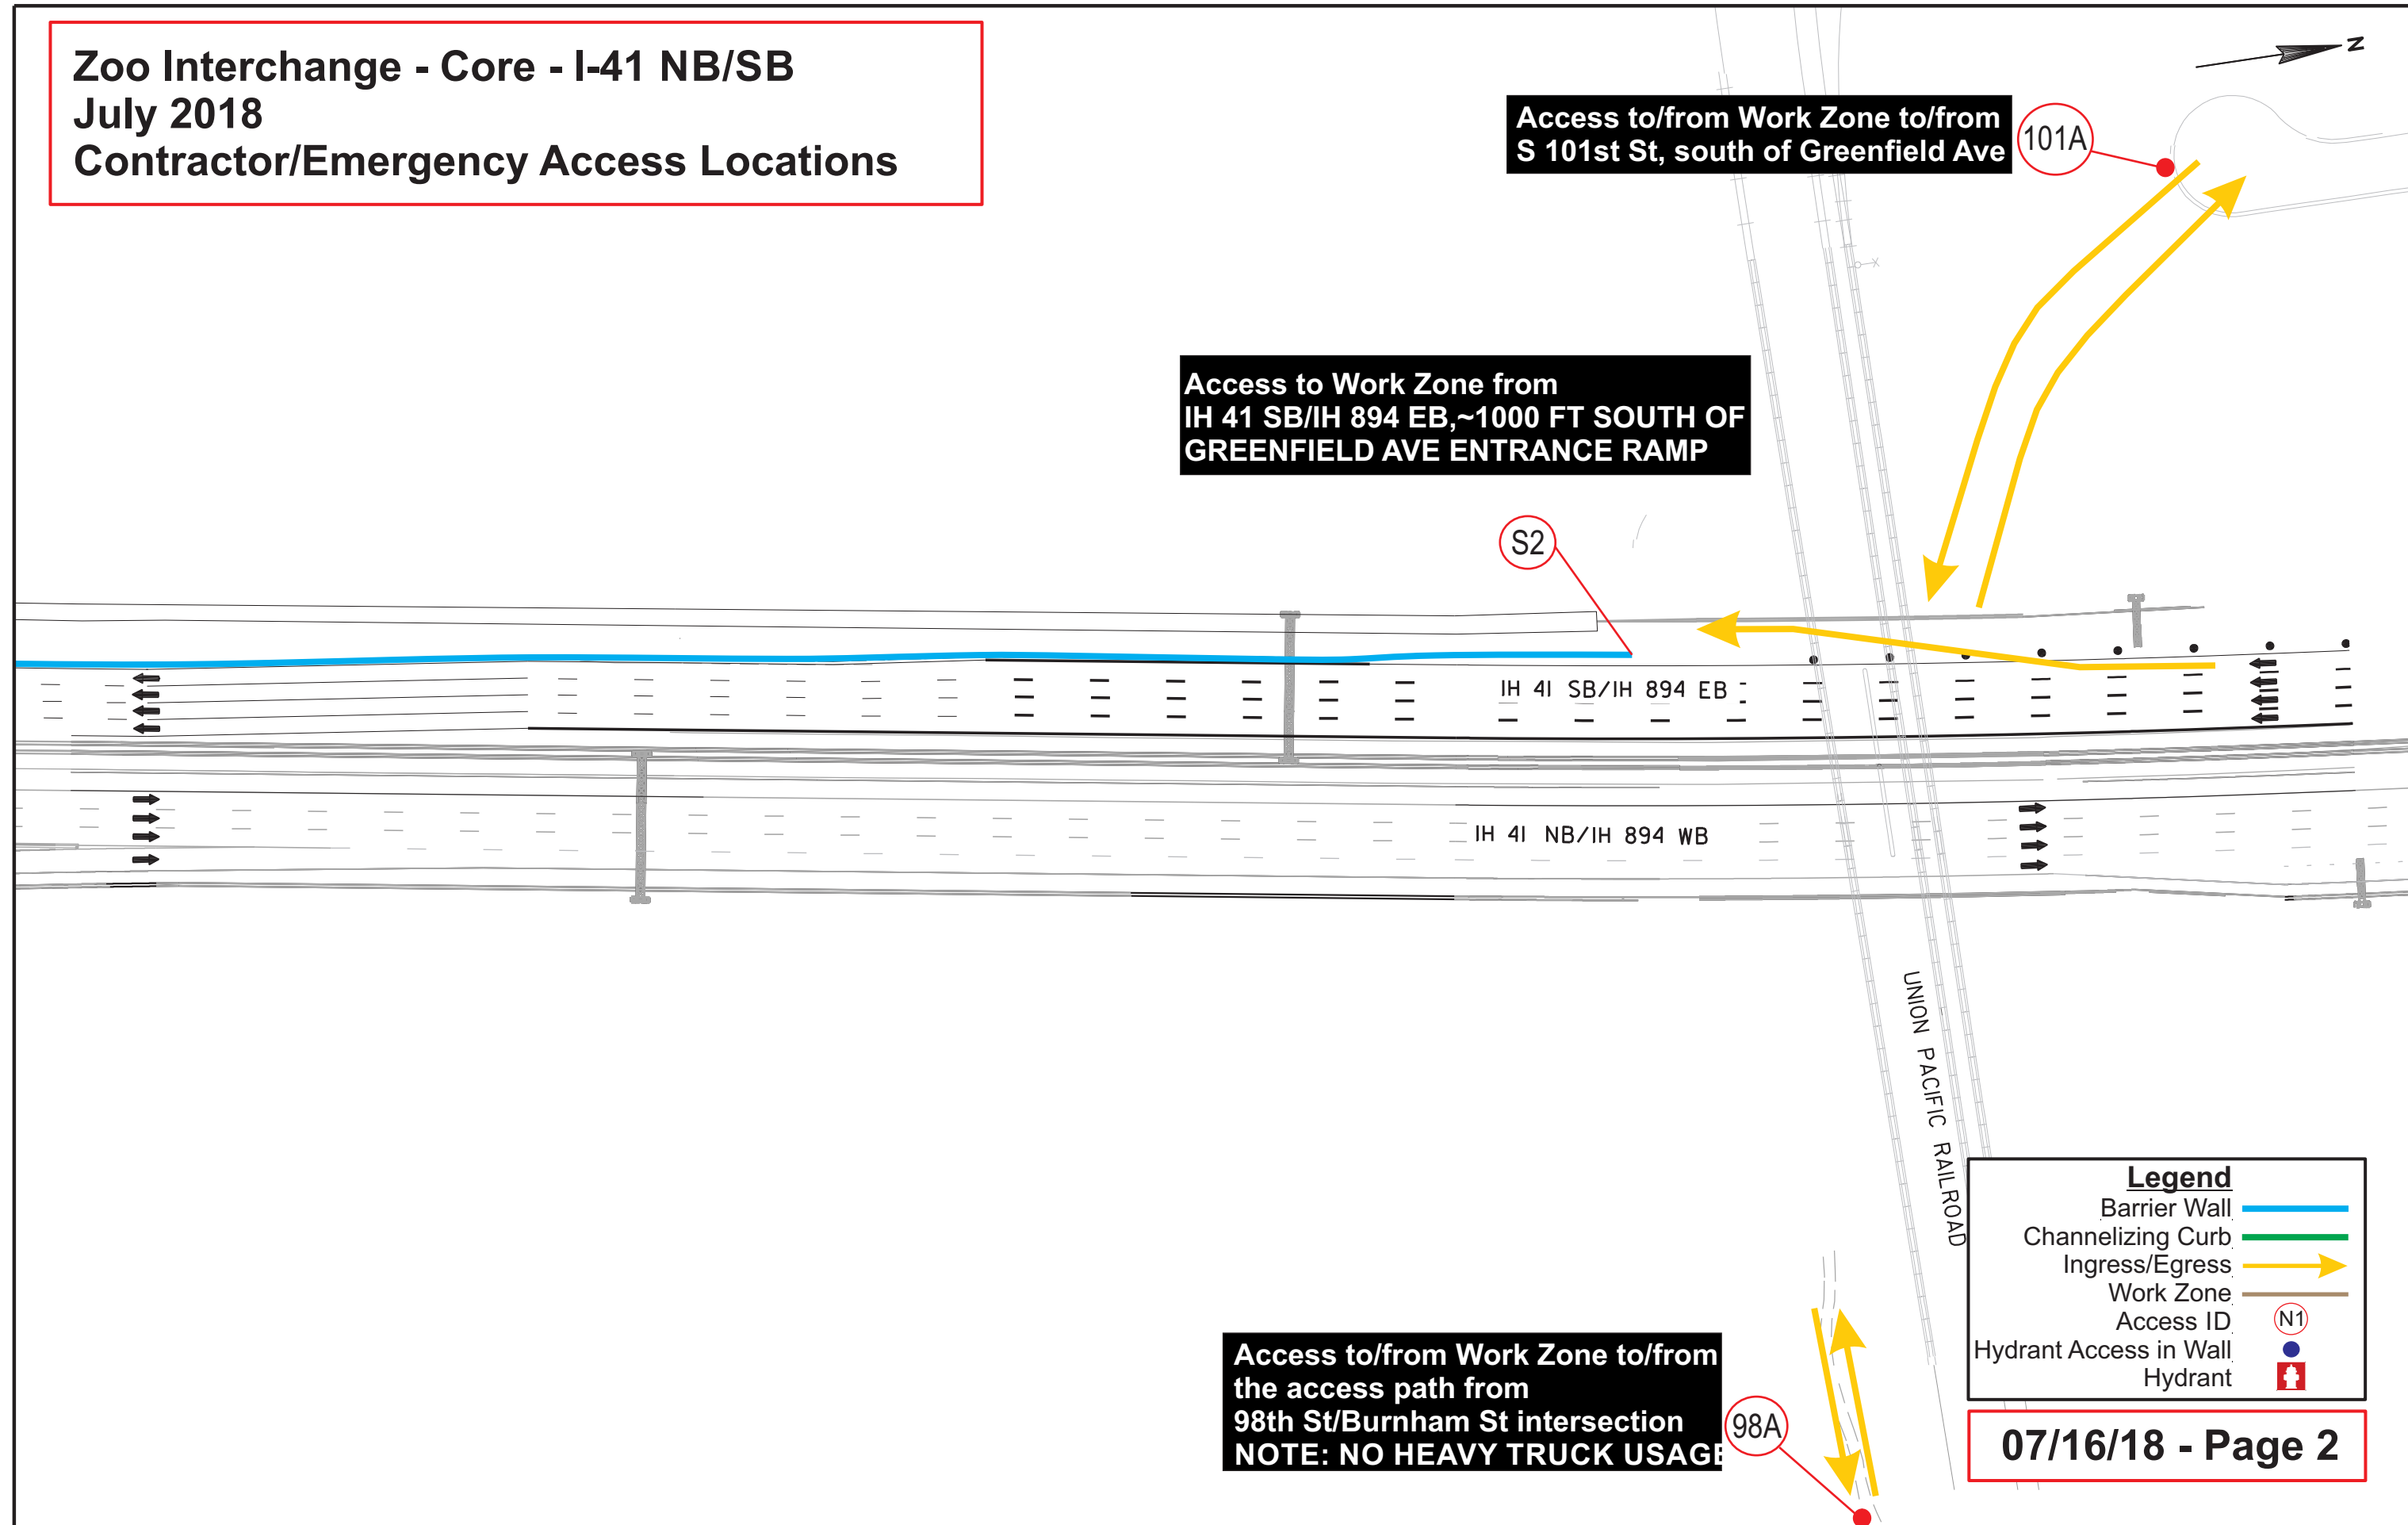 Zoo Interchange - Core - I-41 NB/SB
July 2018
Contractor/Emergency Access Locations
N
Access to/from Work Zone to/from
S 101st St, south of Greenfield Ave
101A
Access to Work Zone from
IH 41 SB/IH 894 EB,~1000 FT SOUTH OF
GREENFIELD AVE ENTRANCE RAMP
S2
IH 41 SB/IH 894 EB
IH 41 NB/IH 894 WB
UNION PACIFIC RAILROAD
Access to/from Work Zone to/from
the access path from
98th St/Burnham St intersection
NOTE: NO HEAVY TRUCK USAGE
98A
Legend
Barrier Wall
Channelizing Curb
Ingress/Egress
Work Zone
Access ID
N1
Hydrant Access in Wall
Hydrant
07/16/18 - Page 2